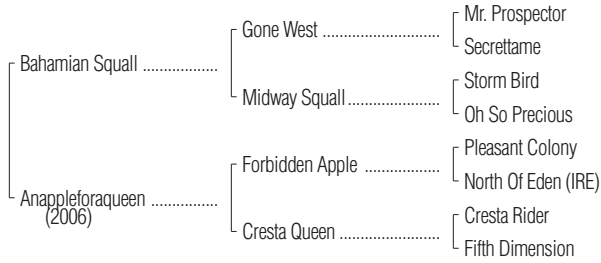 Mr. Prospector
Gone West ............................
Secrettame
Bahamian Squall ..................
Storm Bird
Midway Squall......................
Oh So Precious
Pleasant Colony
Forbidden Apple ..................
North Of Eden (IRE)
Anappleforaqueen ................
(2006)
Cresta Rider
Cresta Queen ........................
Fifth Dimension